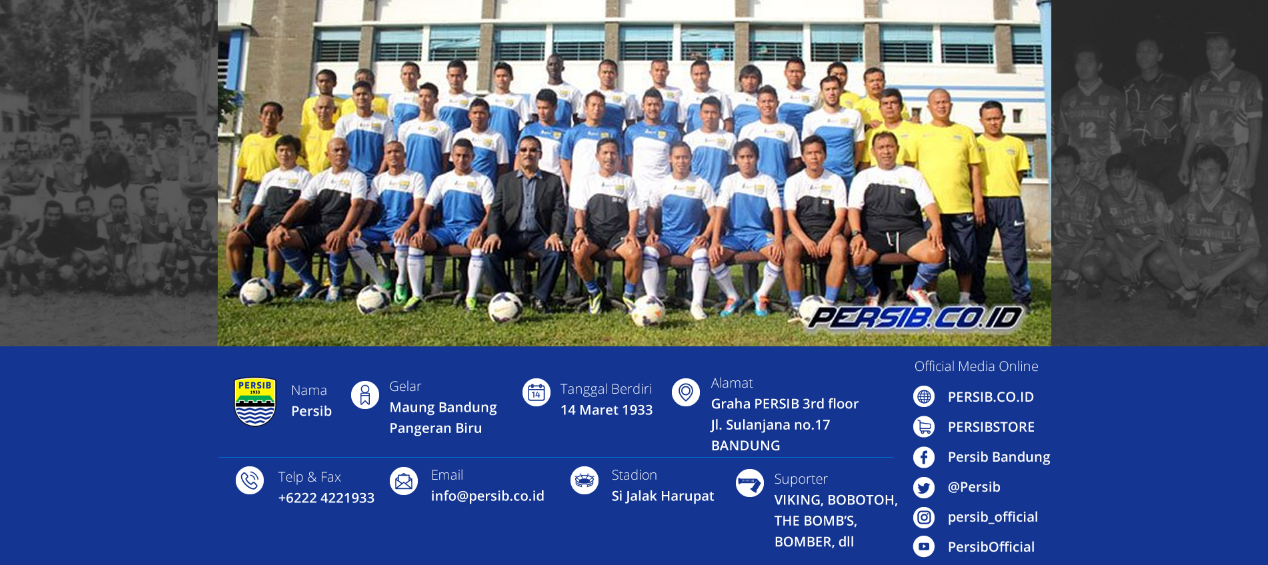 PERSIB.CO.ID
Official Media Online
PERSIB
1933
Nama
Persib
Gelar
Maung Bandung
Pangeran Biru
14
Tanggal Berdiri
14 Maret 1933
Alamat
Graha PERSIB 3rd floor
Jl. Sulanjana no.17
BANDUNG
Telp & Fax
+6222 4221933
Email
info@persib.co.id
Stadion
Si Jalak Harupat
Suporter
VIKING, BOBOTOH,
THE BOMB'S,
BOMBER, dll
PERSIB.CO.ID
PERSIBSTORE
Persib Bandung
@Persib
persib_official
PersibOfficial
12